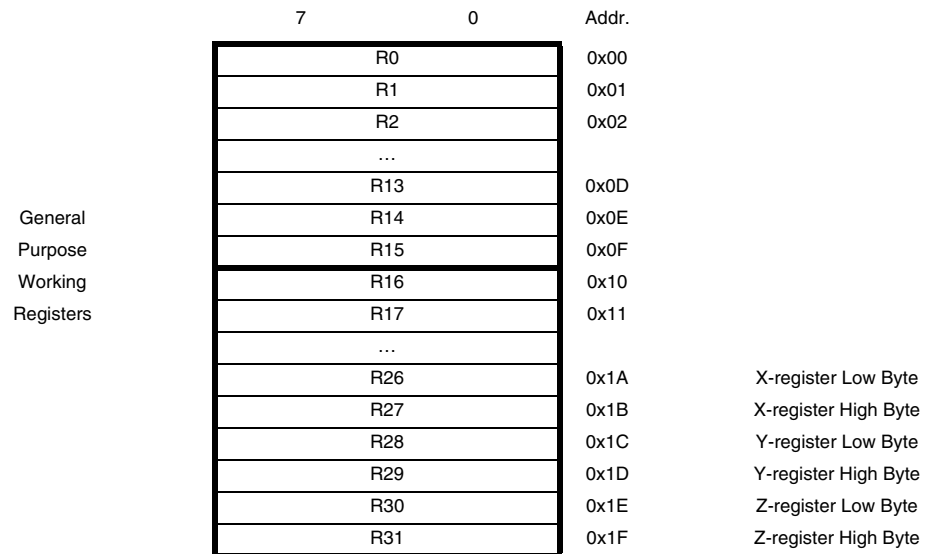 7 0 Addr.
R0 0x00
R1 0x01
R2 0x02
…
R13 0x0D
General R14 0x0E
Purpose R15 0x0F
Working R16 0x10
Registers R17 0x11
…
R26 0x1A X-register Low Byte
R27 0x1B X-register High Byte
R28 0x1C Y-register Low Byte
R29 0x1D Y-register High Byte
R30 0x1E Z-register Low Byte
R31 0x1F Z-register High Byte